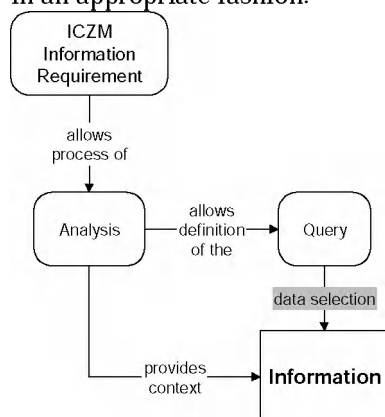 in an appropriate fashion.
ICZM
Information
Requirement
allows
process of
Analysis
allows
definition
of the
Query
data selection
provides
context
Information